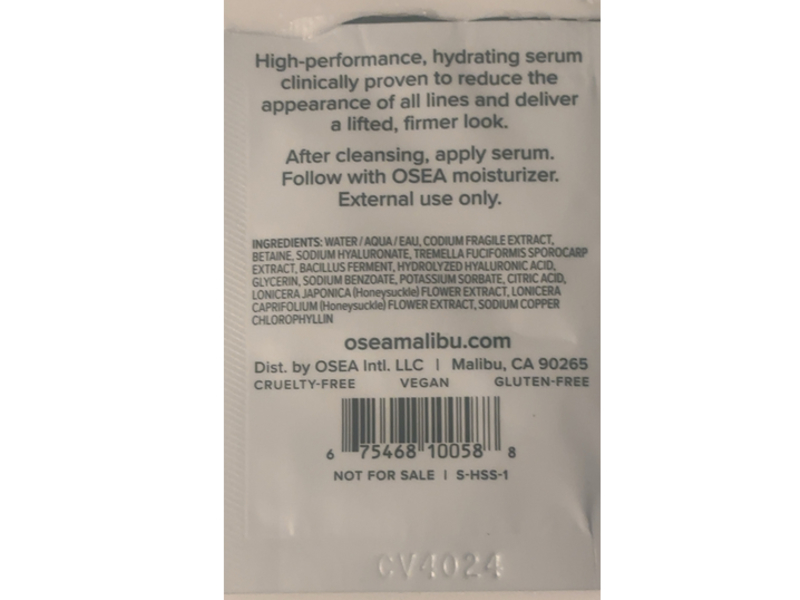 High-performance, hydrating serum
clinically proven to reduce the
appearance of all lines and deliver
a lifted, firmer look.
After cleansing, apply serum.
Follow with OSEA moisturizer.
External use only.
INGREDIENTS: WATER / AQUA / EAU, CODIUM FRAGILE EXTRACT,
BETAINE, SODIUM HYALURONATE, TREMELLA FUCIFORMIS SPOROCARP
EXTRACT, BACILLUS FERMENT, HYDROLYZED HYALURONIC ACID,
GLYCERIN, SODIUM BENZOATE, POTASSIUM SORBATE, CITRIC ACID,
LONICERA JAPONICA (Honeysuckle) FLOWER EXTRACT, LONICERA
CAPRIFOLIUM (Honeysuckle) FLOWER EXTRACT, SODIUM COPPER
CHLOROPHYLLIN
oseamalibu.com
Dist. by OSEA Intl. LLC | Malibu, CA 90265
CRUELTY-FREE VEGAN GLUTEN-FREE
6 75468 10058 8
NOT FOR SALE | S-HSS-1
CV4024